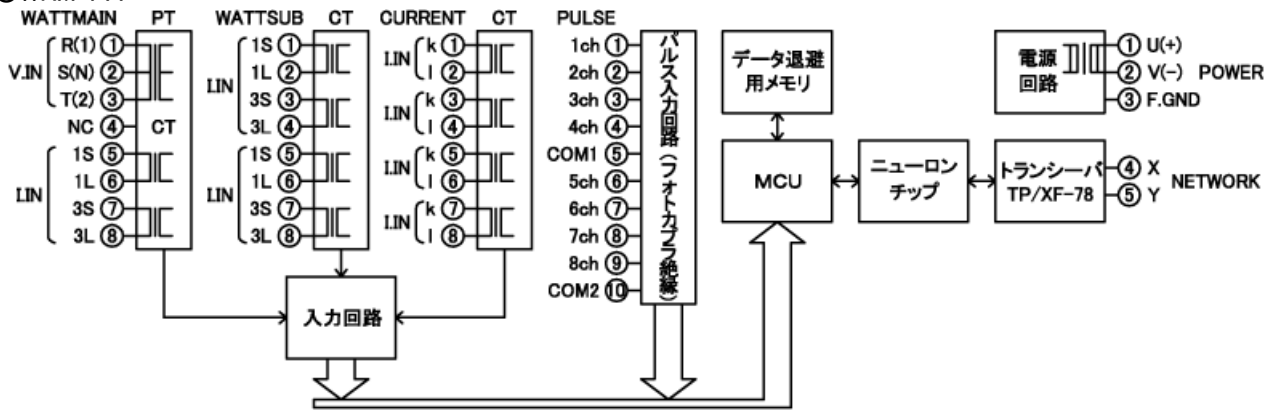 WATTMAIN PT
V.IN
R(1) ①
S(N) ②
T(2) ③
NC ④ CT
I.IN
1S ⑤
1L ⑥
3S ⑦
3L ⑧
WATTSUB CT
I.IN
1S ①
1L ②
3S ③
3L ④
I.IN
1S ⑤
1L ⑥
3S ⑦
3L ⑧
CURRENT CT
I.IN
k ①
l ②
I.IN
k ③
l ④
I.IN
k ⑤
l ⑥
I.IN
k ⑦
l ⑧
入力回路
PULSE
1ch ①
2ch ②
3ch ③
4ch ④
COM1 ⑤
5ch ⑥
6ch ⑦
7ch ⑧
8ch ⑨
COM2 ⑩
パルス入力回路(フォトカプラ絶縁)
データ退避
用メモリ
MCU
ニューロン
チップ
トランシーバ
TP/XF-78
④ X
⑤ Y
NETWORK
電源
回路
① U(+)
② V(-)
③ F.GND
POWER